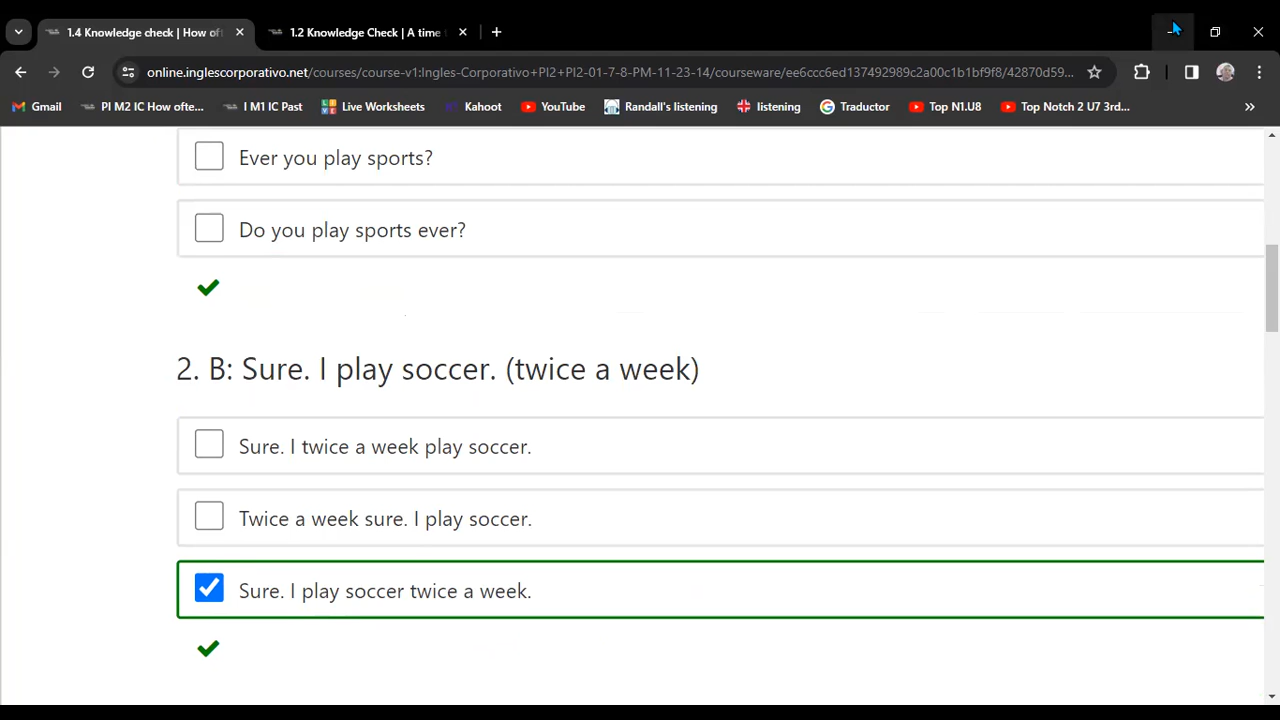 1.4 Knowledge check | How of
1.2 Knowledge Check | A time
online.inglescorporativo.net/courses/course-v1:Ingles-Corporativo+PI2+PI2-01-7-8-PM-11-23-14/courseware/ee6ccc6ed137492989c2a00c1b1bf9f8/42870d59...
Gmail
PI M2 IC How ofte...
I M1 IC Past
Live Worksheets
Kahoot
YouTube
Randall's listening
listening
Traductor
Top N1.U8
Top Notch 2 U7 3rd...
Ever you play sports?
Do you play sports ever?
2. B: Sure. I play soccer. (twice a week)
Sure. I twice a week play soccer.
Twice a week sure. I play soccer.
Sure. I play soccer twice a week.